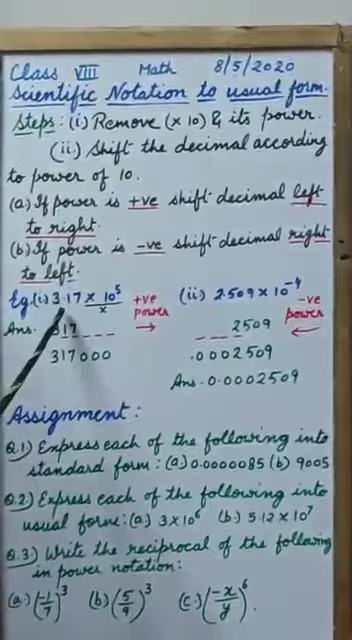 Class VIII Math 8/5/2020
Scientific Notation to usual form.
Steps: (i) Remove (× 10) & its power.
(ii) Shift the decimal according
to power of 10.
(a) If power is +ve shift decimal left
to right.
(b) If power is -ve shift decimal right
to left.
Eg. (i) 3.17 × 10⁵ +ve power → (ii) 2.509 × 10⁻⁴ -ve power ←
Ans. 317_ _ _ _ _ _ 2509
317000 .0002509
Ans. 0.0002509
Assignment:
Q.1) Express each of the following into
standard form: (a) 0.0000085 (b) 9005
Q.2) Express each of the following into
usual form: (a) 3×10⁶ (b) 5.12×10⁷
Q.3) Write the reciprocal of the following
in power notation:
(a) (-1/7)³ (b) (5/9)³ (c) (-x/y)⁶.